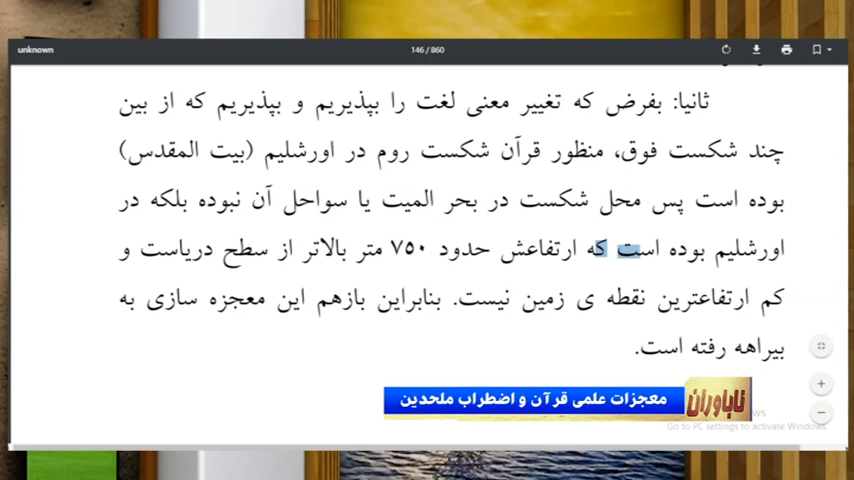 unknown
146 / 860
ثانیا: بفرض که تغییر معنی لغت را بپذیریم و بپذیریم که از بین
چند شکست فوق، منظور قرآن شکست روم در اورشلیم (بیت المقدس)
بوده است پس محل شکست در بحر المیت یا سواحل آن نبوده بلکه در
اورشلیم بوده است که ارتفاعش حدود ۷۵۰ متر بالاتر از سطح دریاست و
کم ارتفاعترین نقطه ی زمین نیست. بنابراین بازهم این معجزه سازی به
بیراهه رفته است.
معجزات علمی قرآن و اضطراب ملحدین
ناباوران
WS
Go to PC settings to activate Windows.